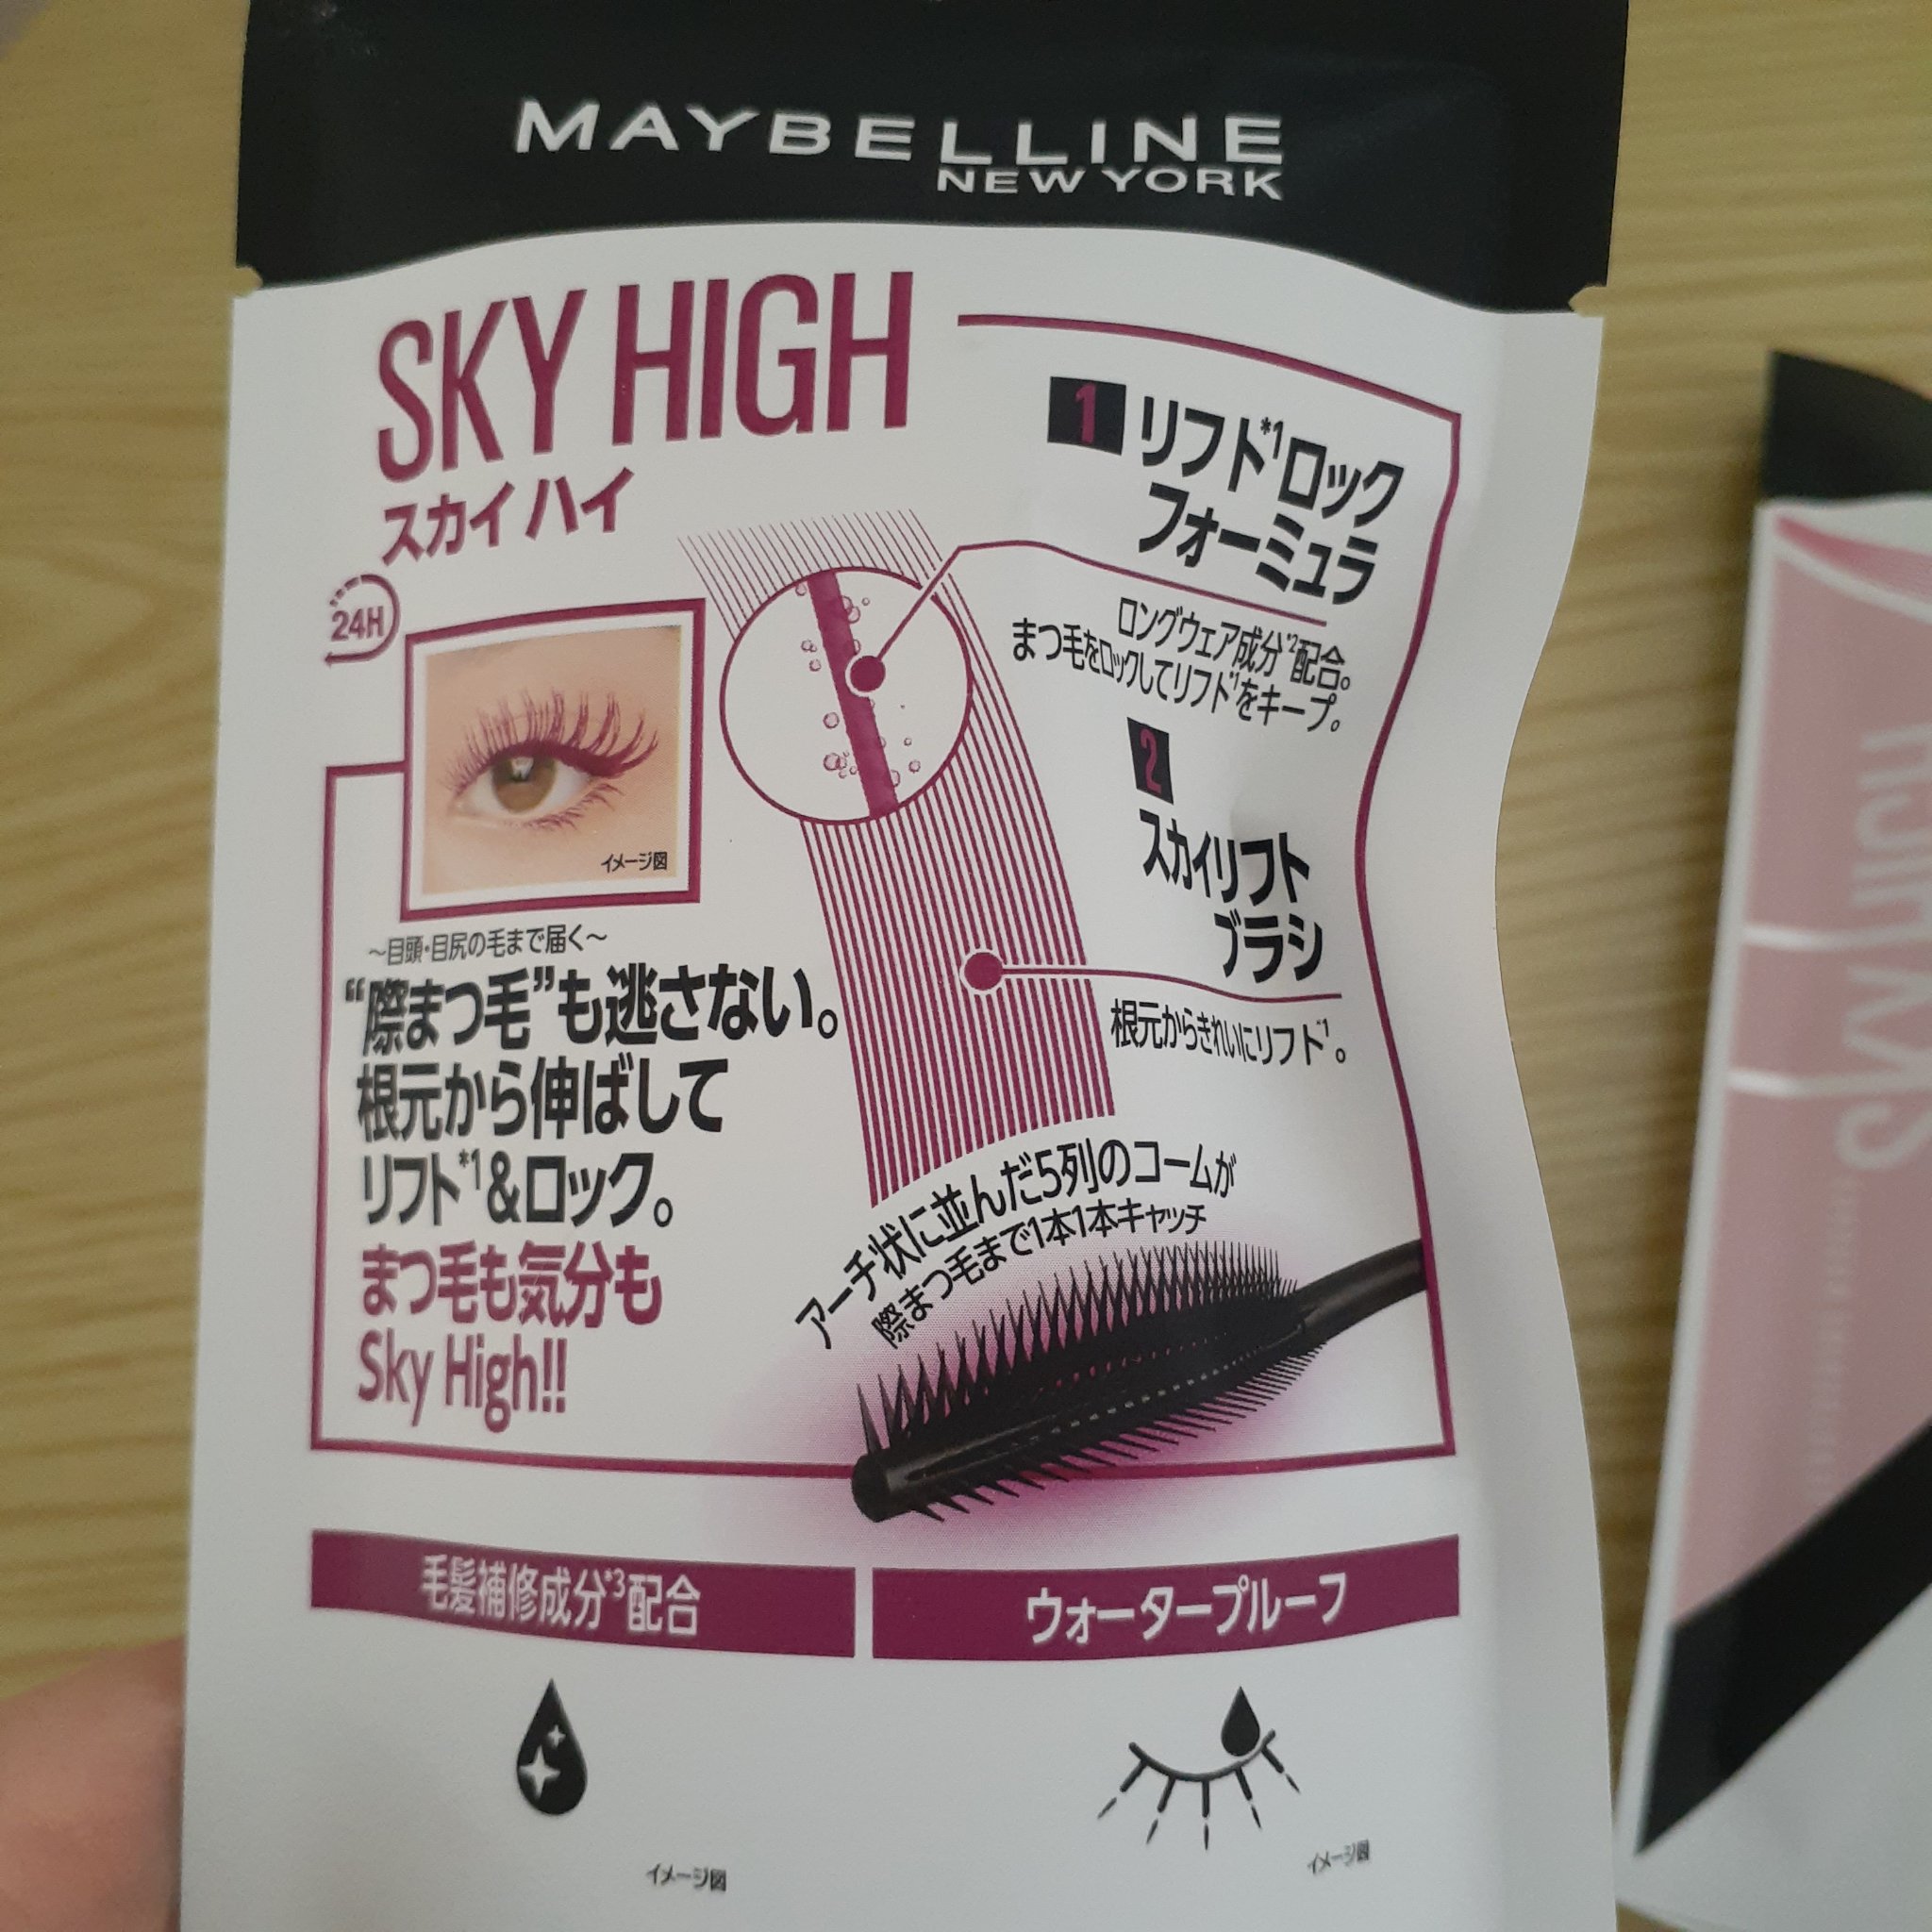 MAYBELLINE
NEW YORK
SKY HIGH
スカイハイ
24H
イメージ図
～目頭・目尻の毛まで届く～
“際まつ毛”も逃さない。
根元から伸ばして
リフト*1&ロック。
まつ毛も気分も
Sky High!!
1 リフト*1ロック
フォーミュラ
ロングウェア成分*2配合。
まつ毛をロックしてリフト*1をキープ。
2
スカイリフト
ブラシ
根元からきれいにリフト*1。
アーチ状に並んだ5列のコームが
際まつ毛まで1本1本キャッチ
毛髪補修成分*3配合
イメージ図
ウォータープルーフ
イメージ図
SKY HIGH